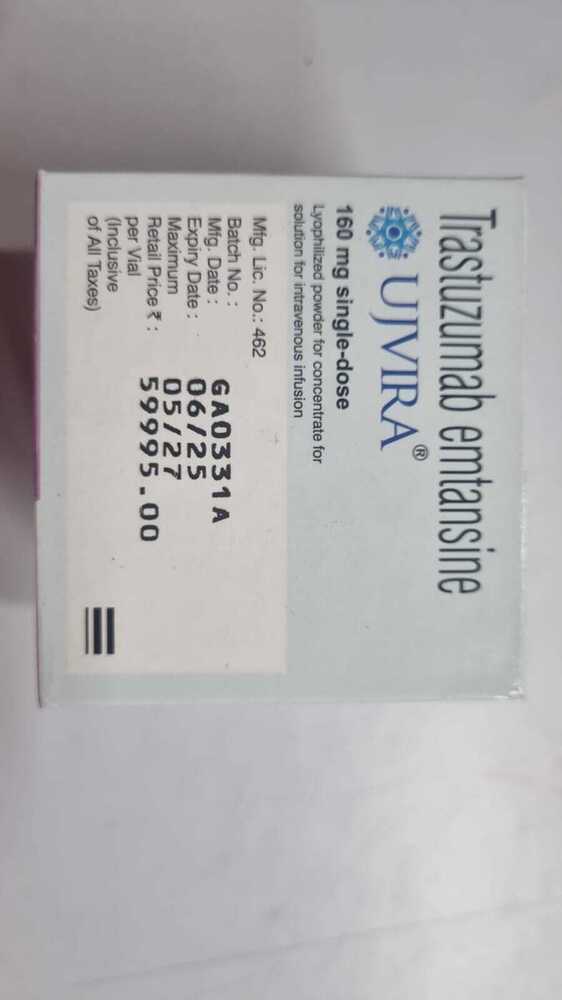 Trastuzumab emtansine
UJVIRA®
160 mg single-dose
Lyophilized powder for concentrate for
solution for intravenous infusion
Mfg. Lic. No.: 462
Batch No. : GA0331A
Mfg. Date : 06/25
Expiry Date : 05/27
Maximum
Retail Price ₹ : 59995.00
per Vial
(Inclusive
of All Taxes)